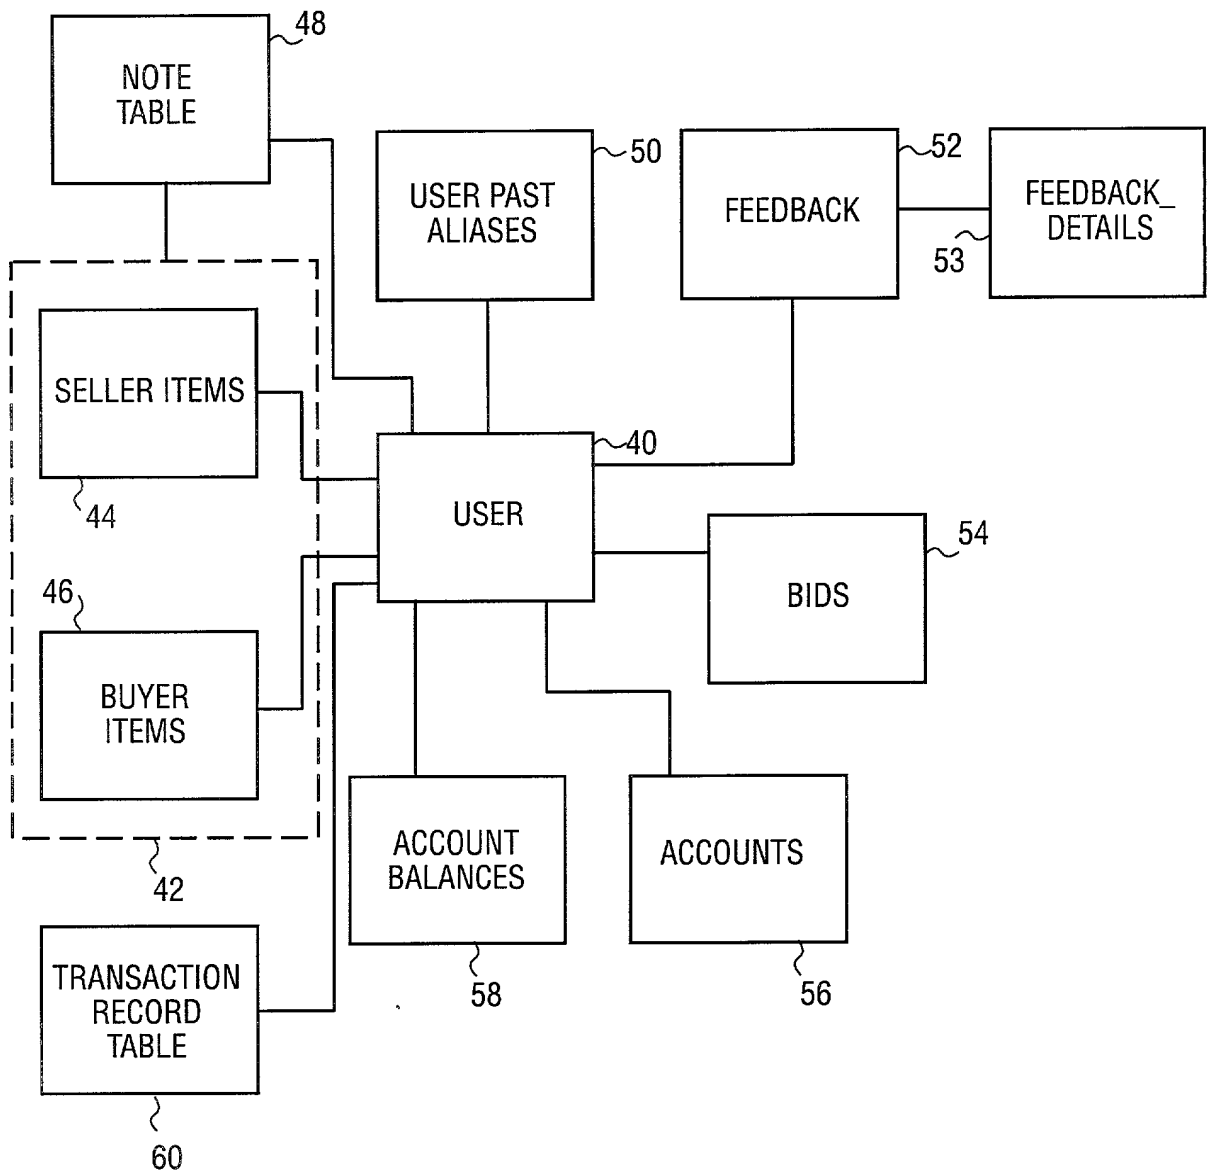 48
NOTE
TABLE
50
USER PAST
ALIASES
52
FEEDBACK
53
FEEDBACK_
DETAILS
SELLER ITEMS
44
40
USER
54
BIDS
46
BUYER
ITEMS
42
ACCOUNT
BALANCES
58
ACCOUNTS
56
TRANSACTION
RECORD
TABLE
60